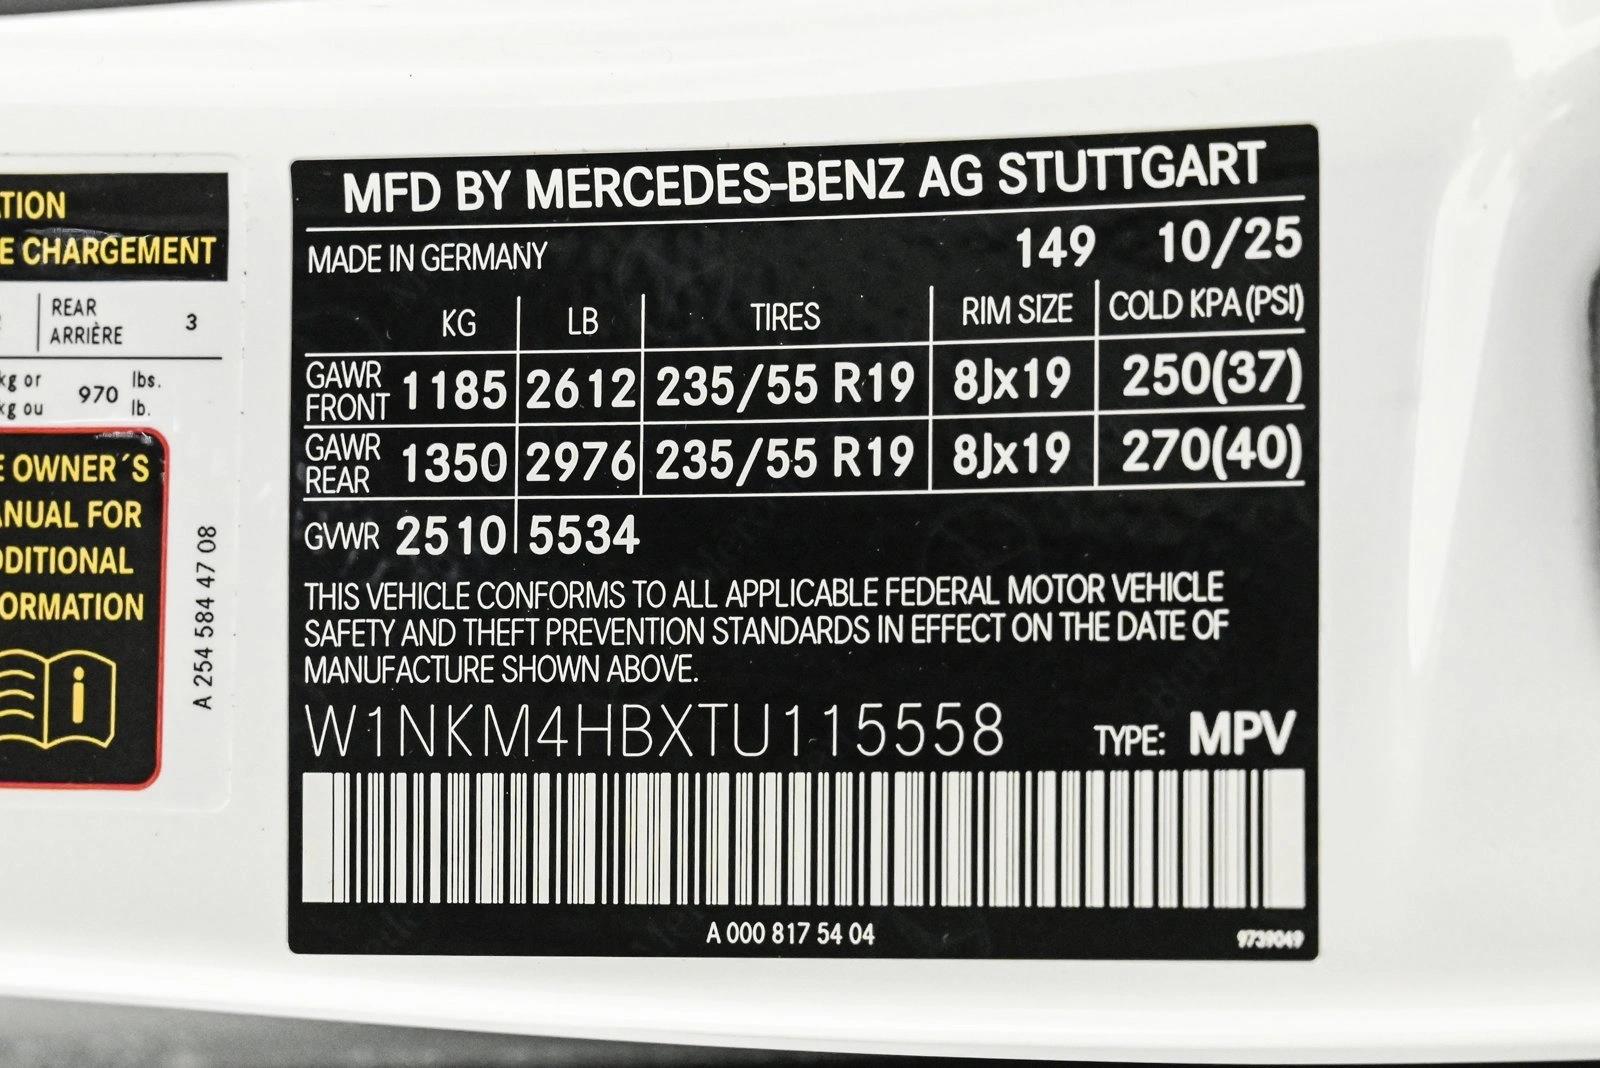 TION
E CHARGEMENT
REAR
ARRIÈRE 3
kg or
kg ou 970 lbs.
lb.
E OWNER´S
ANUAL FOR
DDITIONAL
ORMATION
i
A 254 584 47 08
MFD BY MERCEDES-BENZ AG STUTTGART
MADE IN GERMANY 149 10/25
KG LB TIRES RIM SIZE COLD KPA(PSI)
GAWR
FRONT 1185 2612 235/55 R19 8Jx19 250(37)
GAWR
REAR 1350 2976 235/55 R19 8Jx19 270(40)
GVWR 2510 5534
THIS VEHICLE CONFORMS TO ALL APPLICABLE FEDERAL MOTOR VEHICLE
SAFETY AND THEFT PREVENTION STANDARDS IN EFFECT ON THE DATE OF
MANUFACTURE SHOWN ABOVE.
W1NKM4HBXTU115558 TYPE: MPV
A 000 817 54 04
9739049